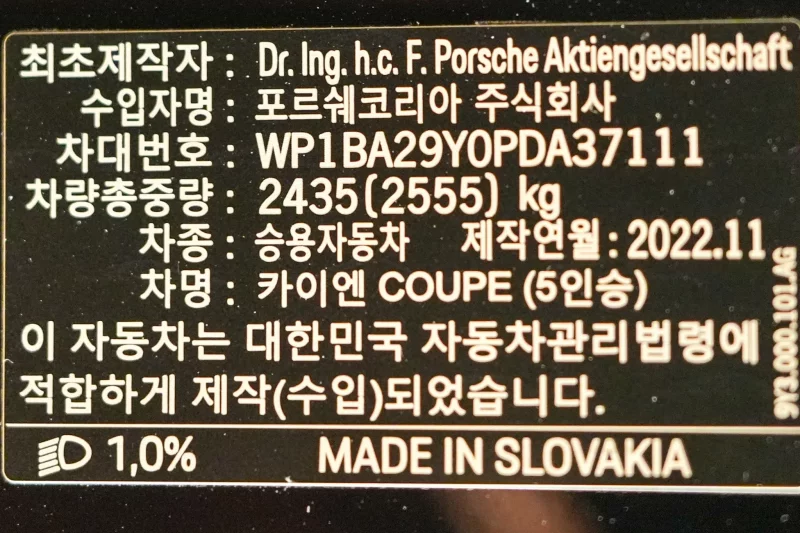 최초제작자 : Dr. Ing. h.c. F. Porsche Aktiengesellschaft
수입자명 : 포르쉐코리아 주식회사
차대번호 : WP1BA29Y0PDA37111
차량총중량 : 2435(2555) kg
차종 : 승용자동차 제작연월 : 2022.11
차명 : 카이엔 COUPE (5인승)
이 자동차는 대한민국 자동차관리법령에
적합하게 제작(수입)되었습니다.
9Y3.000.101.AG
1,0% MADE IN SLOVAKIA